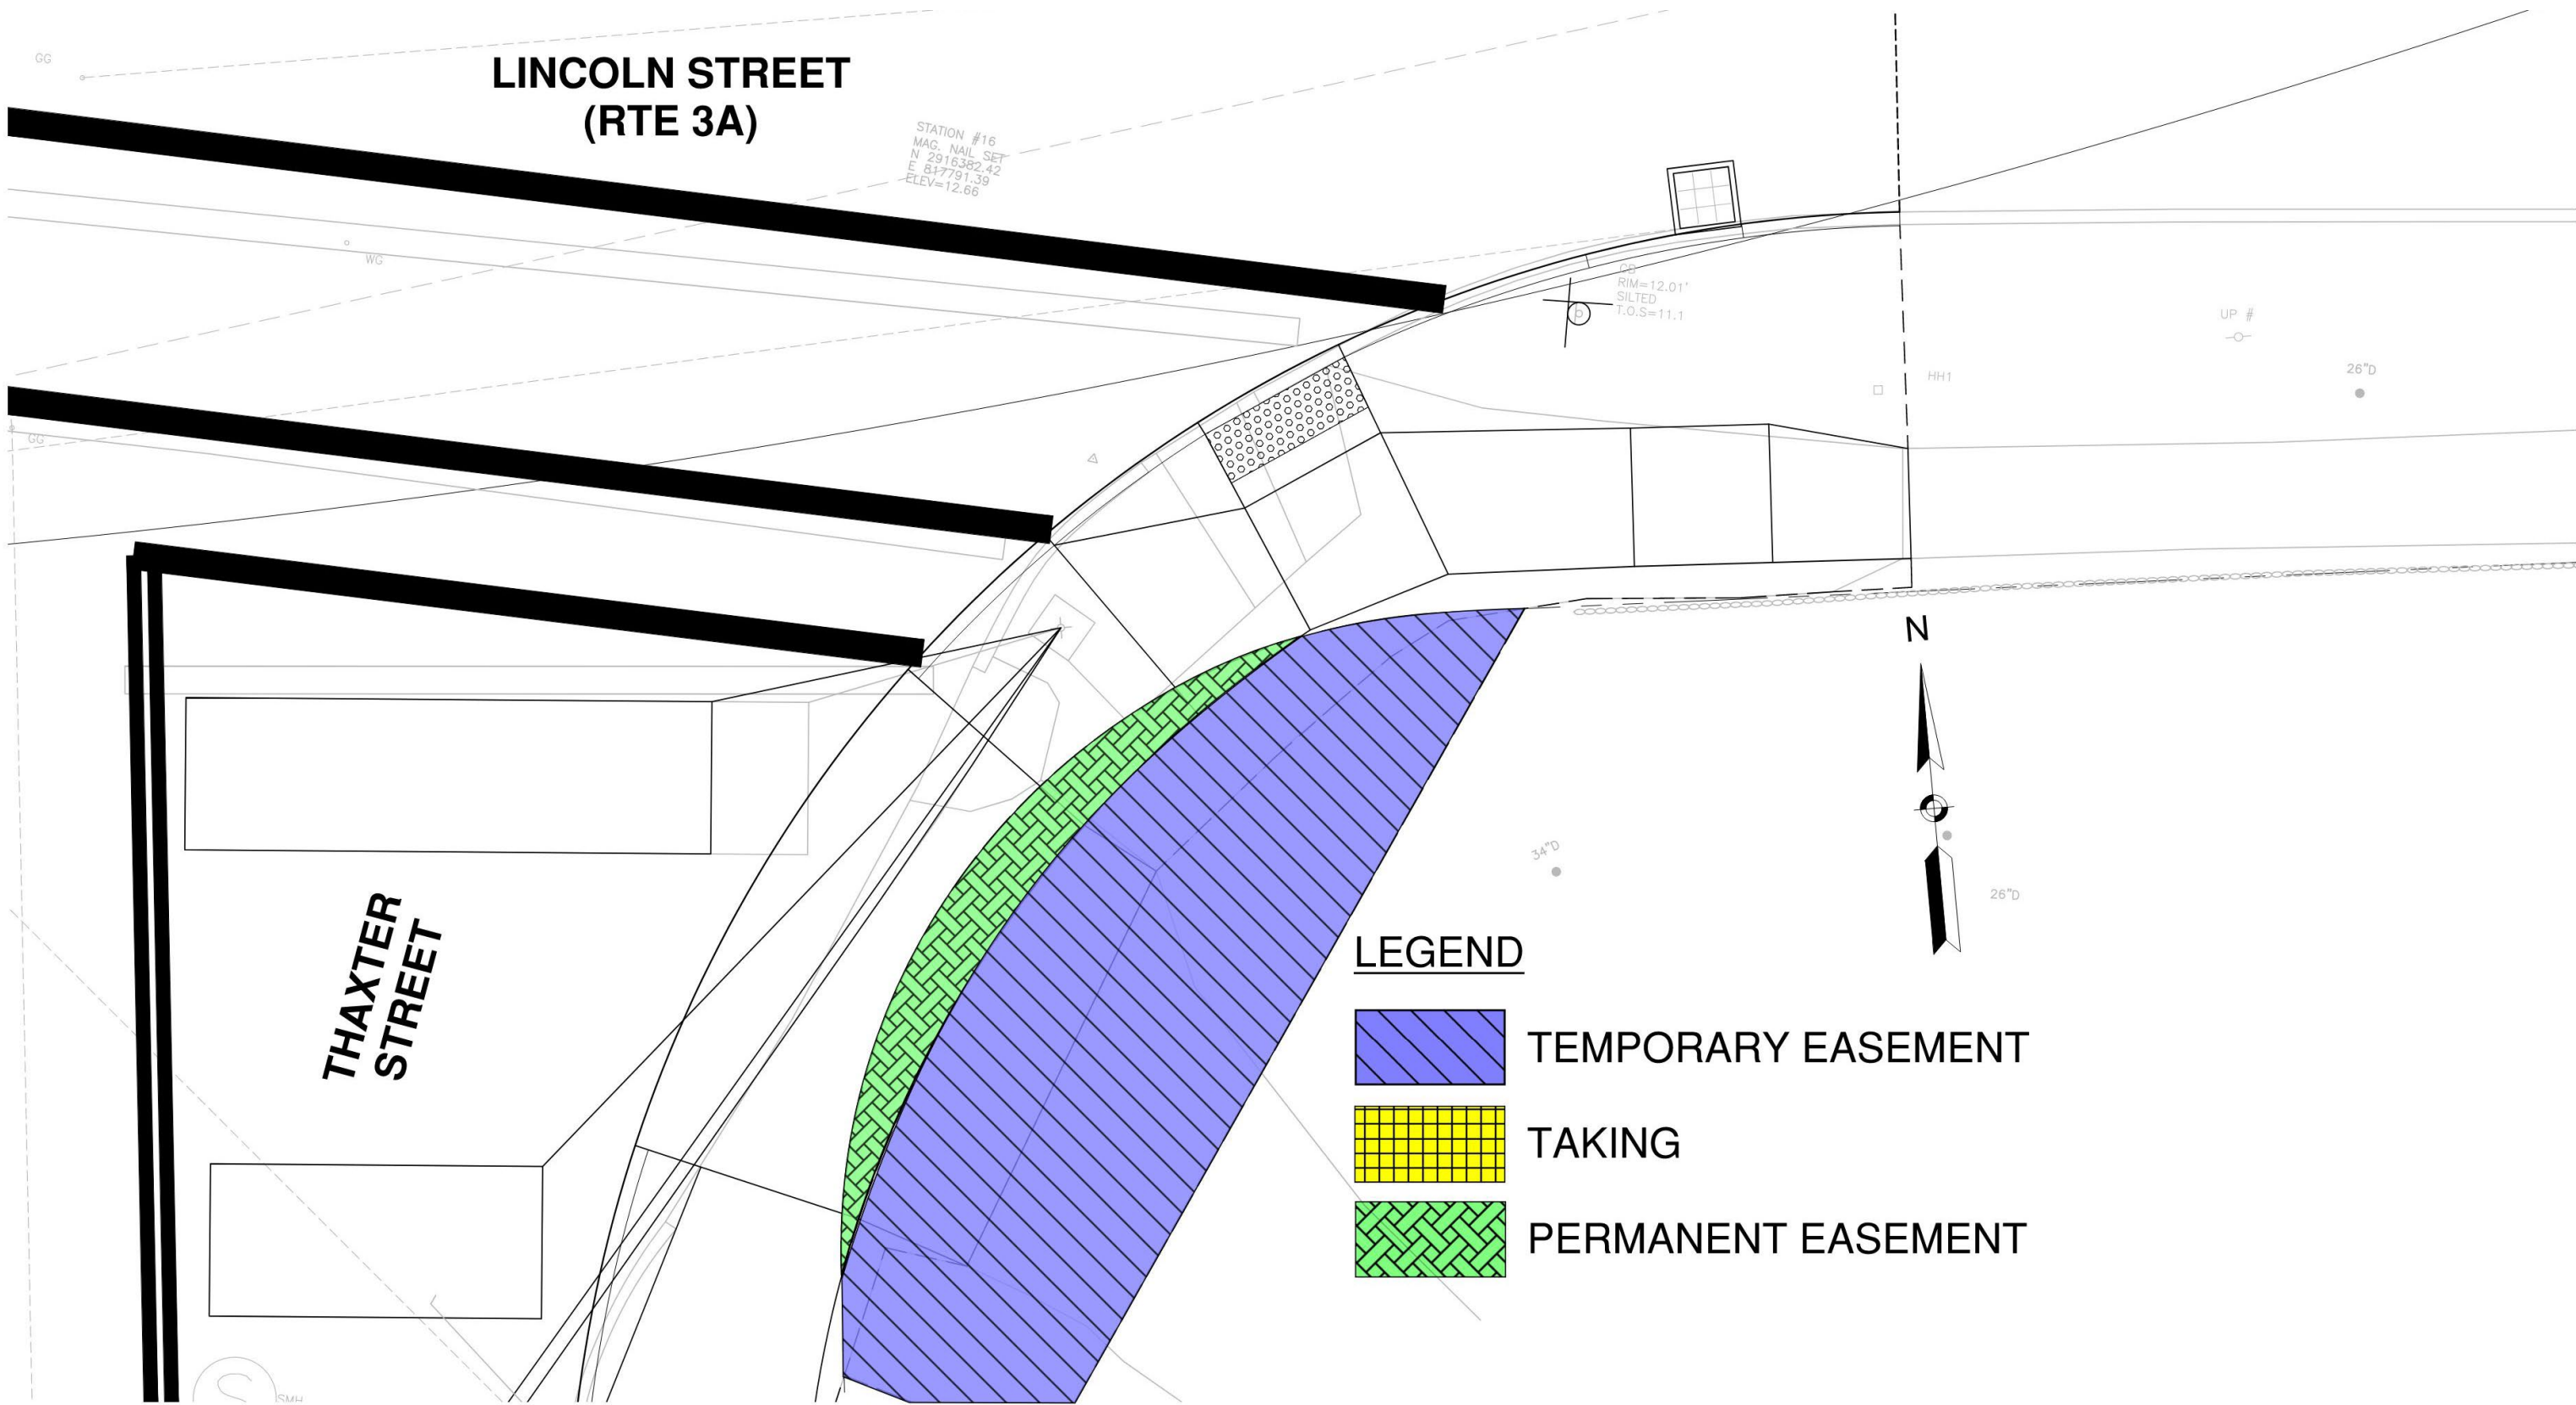 GG
LINCOLN STREET
(RTE 3A)
STATION #16
MAG. NAIL SET
N 2916382.42
E 817791.39
ELEV=12.66
WG
GG
CB
RIM=12.01'
SILTED
T.O.S=11.1
UP #
HH1
26"D
N
34"D
26"D
THAXTER
STREET
LEGEND
TEMPORARY EASEMENT
TAKING
PERMANENT EASEMENT
S
SMH